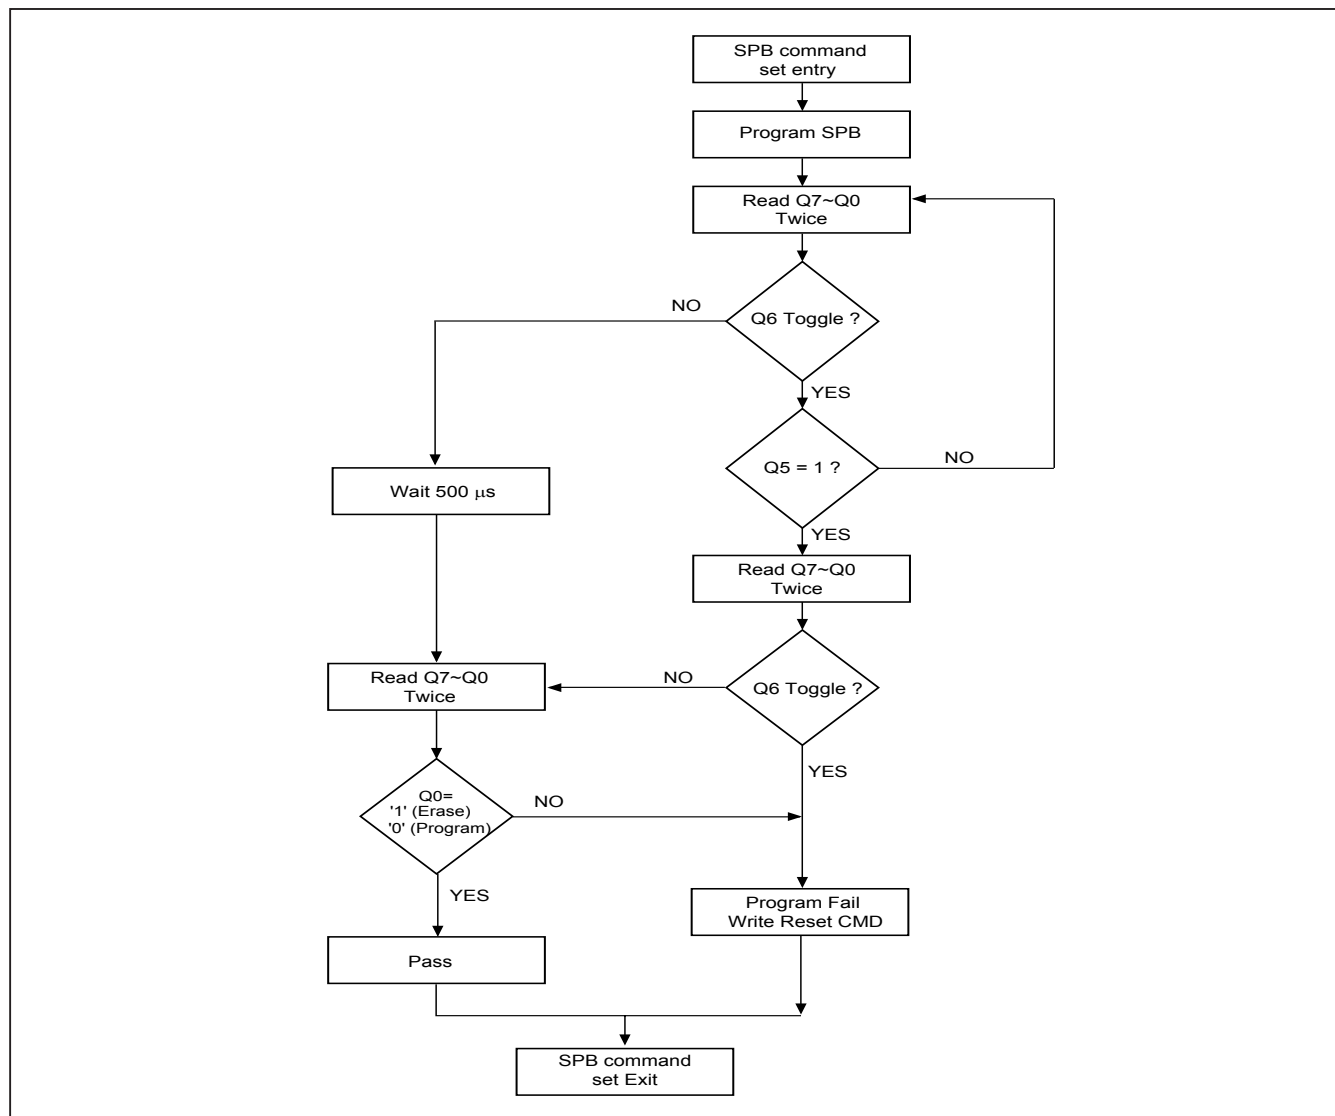 SPB command
set entry
Program SPB
Read Q7~Q0
Twice
NO
Q6 Toggle ?
YES
Q5 = 1 ?
NO
Wait 500 μs
YES
Read Q7~Q0
Twice
Read Q7~Q0
Twice
NO
Q6 Toggle ?
YES
Q0=
'1' (Erase)
'0' (Program)
NO
YES
Program Fail
Write Reset CMD
Pass
SPB command
set Exit